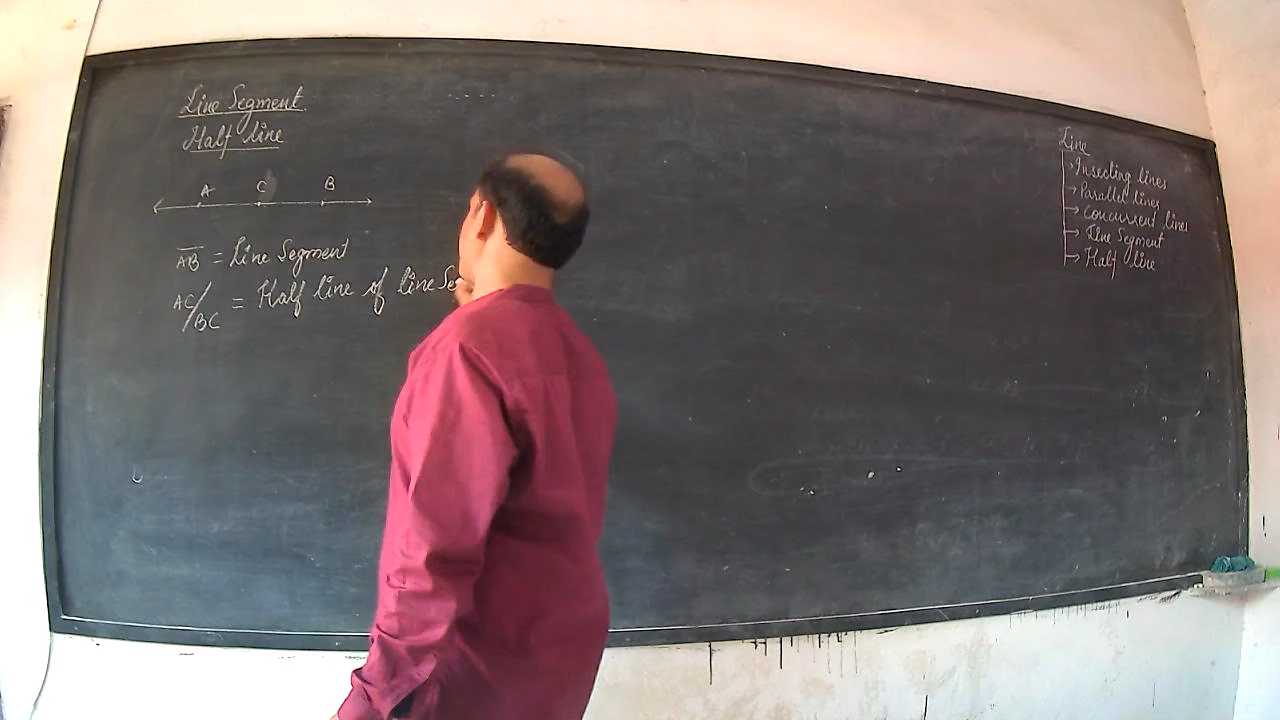 Line Segment
Half line
A C B
AB = Line Segment
AC/BC = Half line of line Se
Line
Insecting lines
Parallel lines
Concurrent lines
Line Segment
Half line